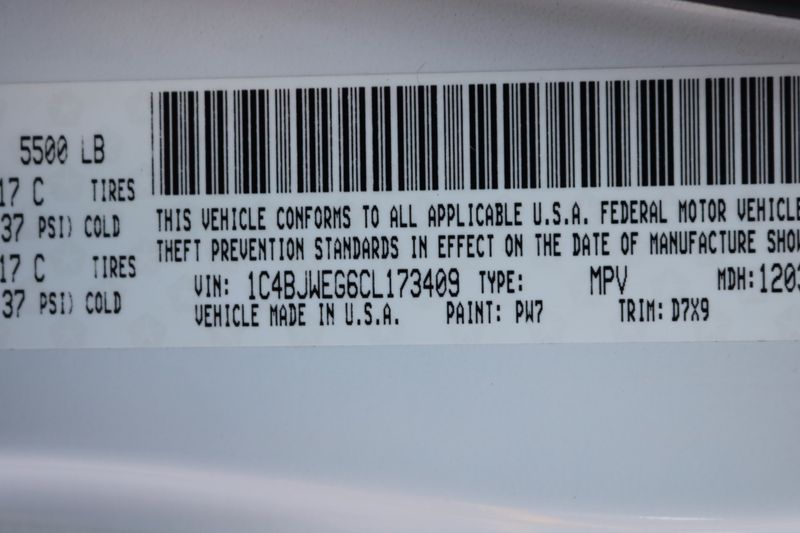 5500 LB
17 C TIRES
37 PSI) COLD
17 C TIRES
37 PSI) COLD
THIS VEHICLE CONFORMS TO ALL APPLICABLE U.S.A. FEDERAL MOTOR VEHICLE
THEFT PREVENTION STANDARDS IN EFFECT ON THE DATE OF MANUFACTURE SHO
VIN: 1C4BJWEG6CL173409 TYPE: MPV MDH: 1203
VEHICLE MADE IN U.S.A. PAINT: PW7 TRIM: D7X9